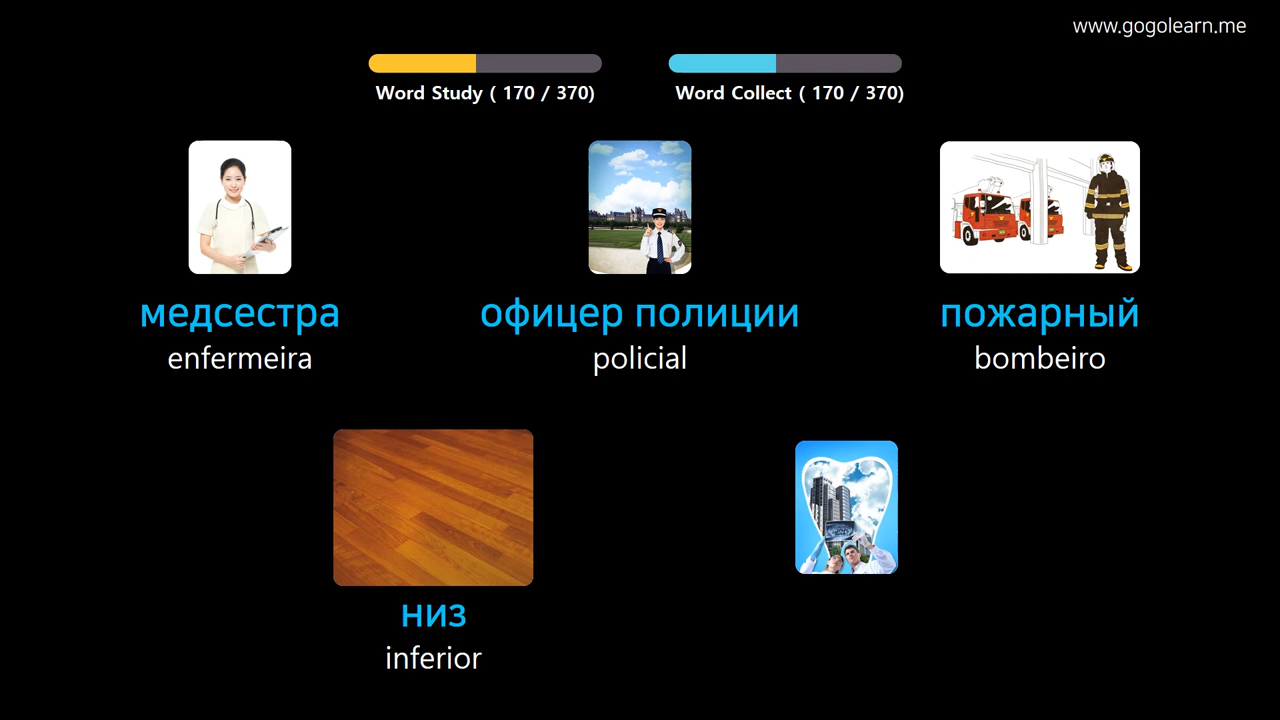 www.gogolearn.me
Word Study ( 170 / 370)
Word Collect ( 170 / 370)
медсестра
enfermeira
офицер полиции
policial
пожарный
bombeiro
низ
inferior